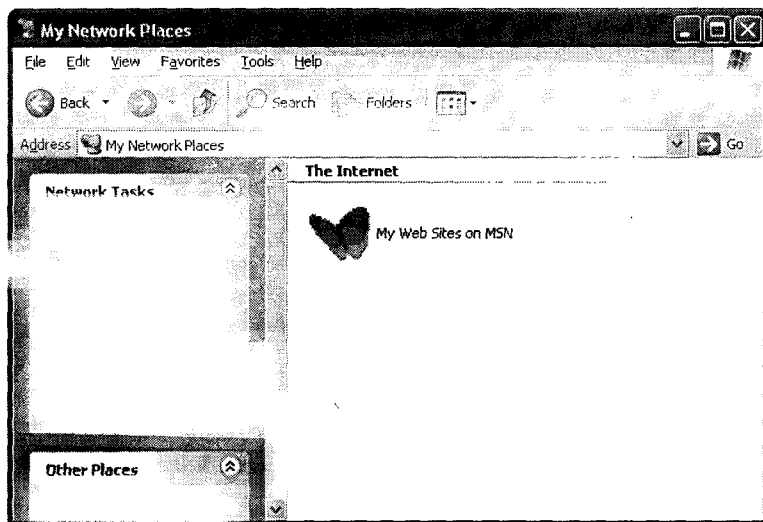 My Network Places
File Edit View Favorites Tools Help
Back Search Folders
Address My Network Places Go
The Internet
Network Tasks
My Web Sites on MSN
Other Places